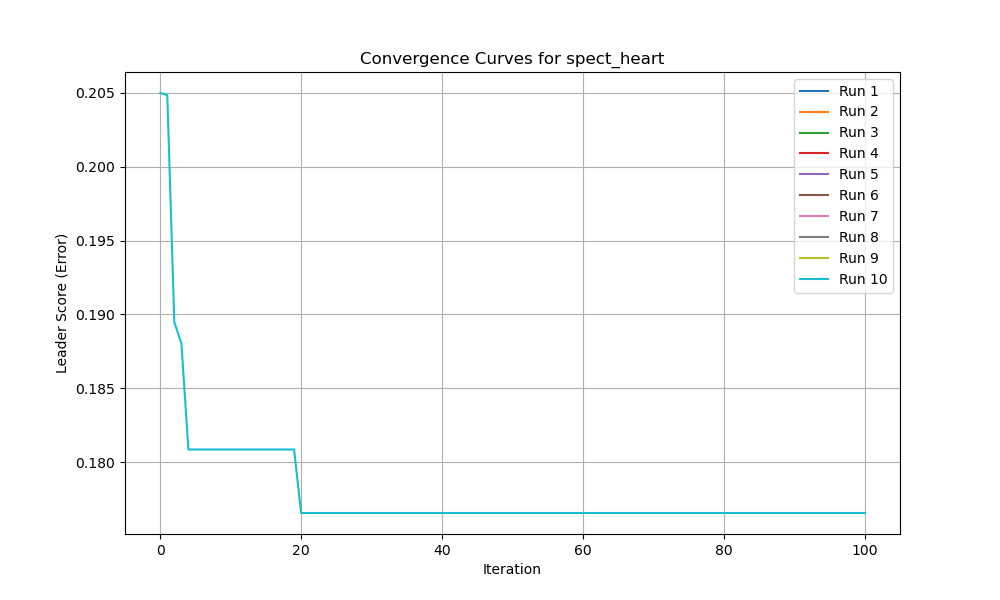 Convergence Curves for spect_heart
Leader Score (Error)
0.205
0.200
0.195
0.190
0.185
0.180
0
20
40
60
80
100
Iteration
Run 1
Run 2
Run 3
Run 4
Run 5
Run 6
Run 7
Run 8
Run 9
Run 10